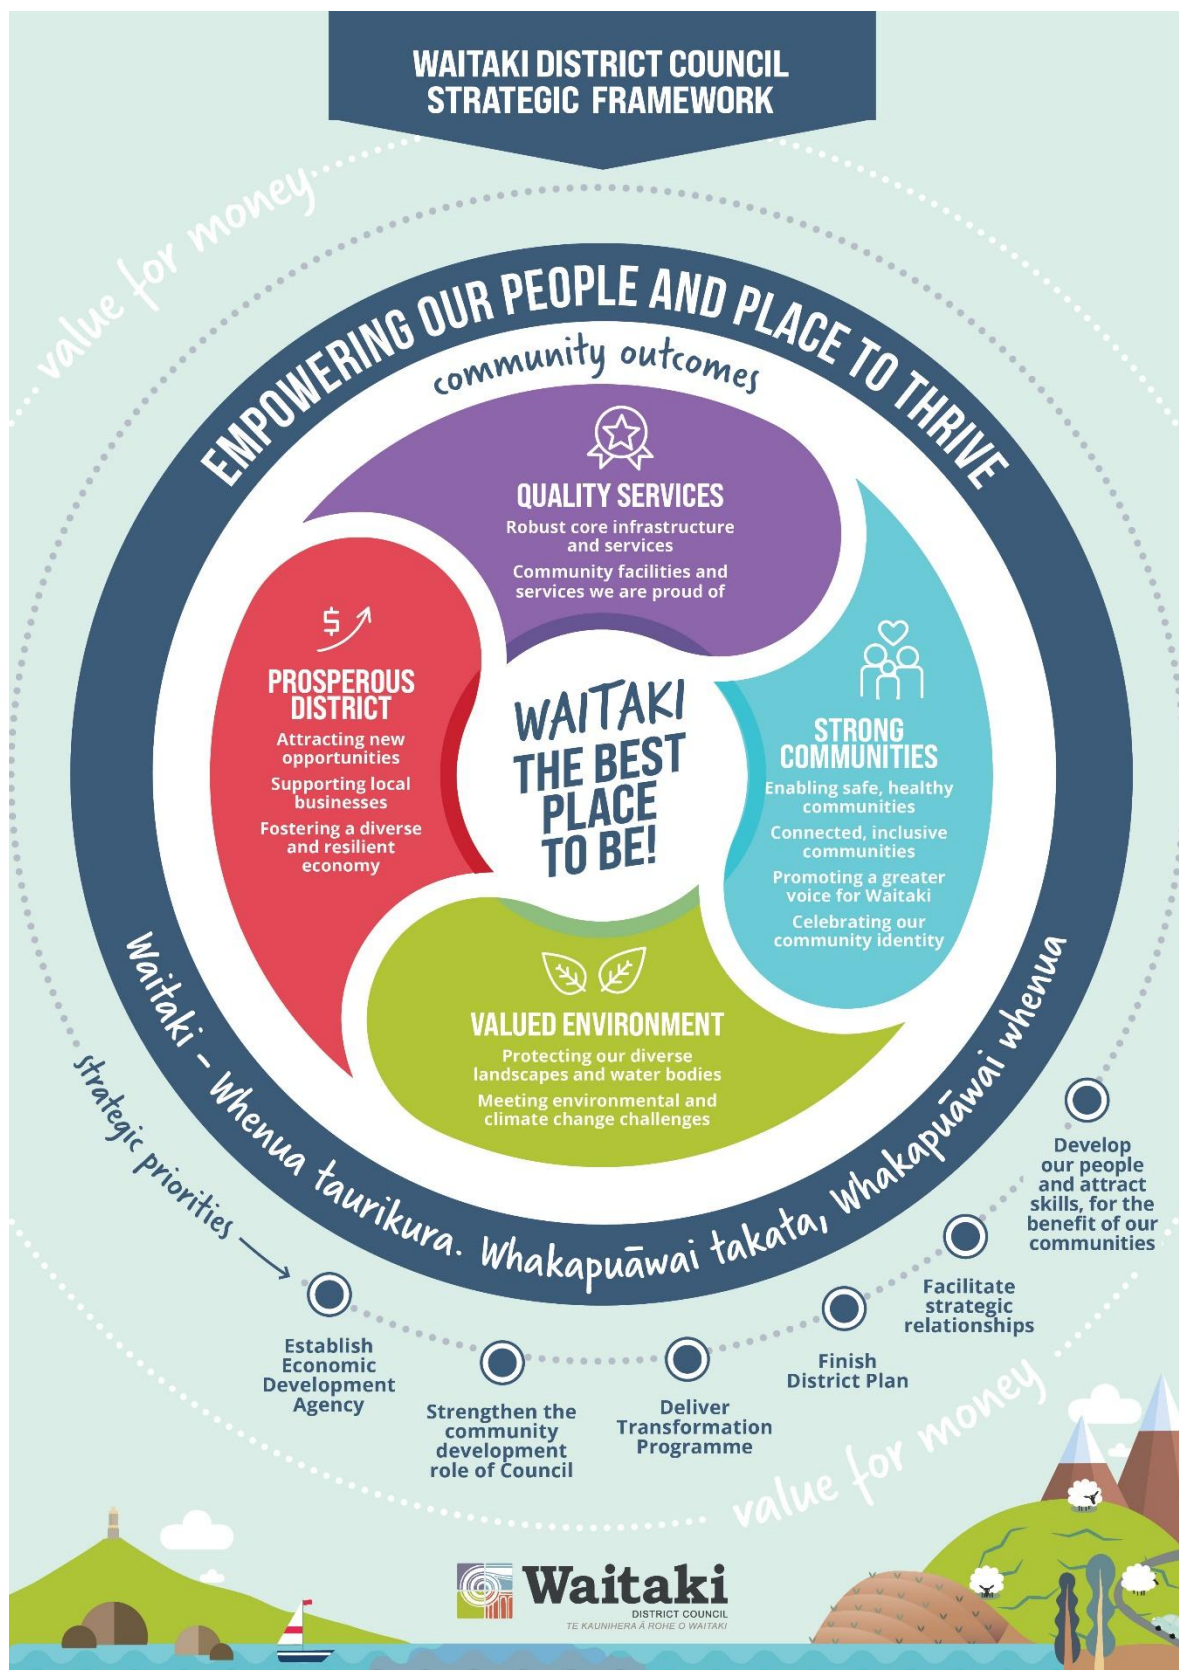 WAITAKI DISTRICT COUNCIL
STRATEGIC FRAMEWORK
value for money
EMPOWERING OUR PEOPLE AND PLACE TO THRIVE
community outcomes
QUALITY SERVICES
Robust core infrastructure
and services
Community facilities and
services we are proud of
PROSPEROUS
DISTRICT
Attracting new
opportunities
Supporting local
businesses
Fostering a diverse
and resilient
economy
WAITAKI
THE BEST
PLACE
TO BE!
STRONG
COMMUNITIES
Enabling safe, healthy
communities
Connected, inclusive
communities
Promoting a greater
voice for Waitaki
Celebrating our
community identity
VALUED ENVIRONMENT
Protecting our diverse
landscapes and water bodies
Meeting environmental and
climate change challenges
Waitaki - Whenua taurikura. Whakapuāwai takata, Whakapuāwai whenua
strategic priorities
Establish
Economic
Development
Agency
Strengthen the
community
development
role of Council
Deliver
Transformation
Programme
Finish
District Plan
Facilitate
strategic
relationships
Develop
our people
and attract
skills, for the
benefit of our
communities
value for money
Waitaki
DISTRICT COUNCIL
TE KAUNIHERA Ā ROHE O WAITAKI